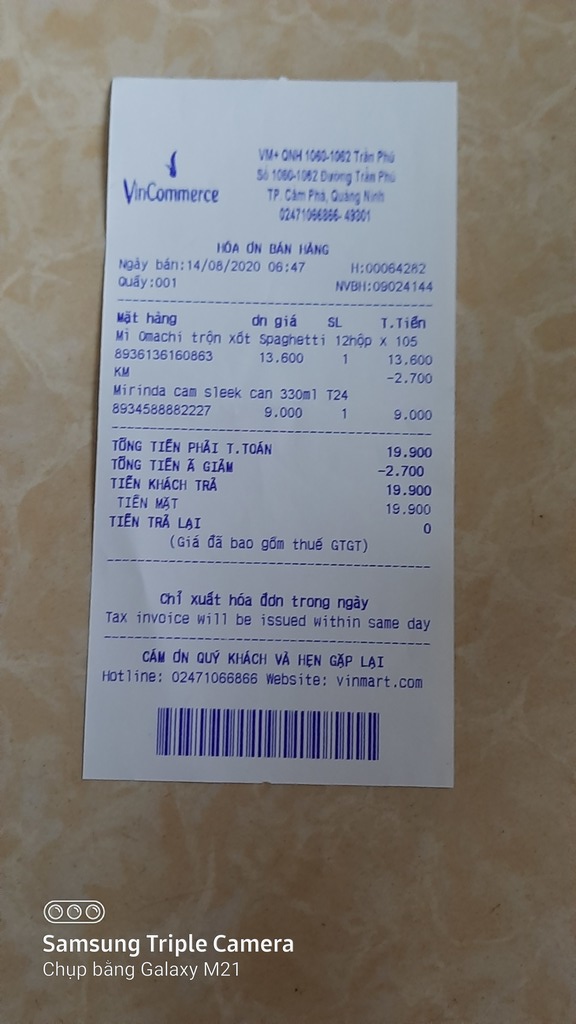 VinCommerce
VM+ QNH 1060-1062 Trần Phú
Số 1060-1062 Đường Trần Phú
TP. Cẩm Phả, Quảng Ninh
02471066866- 49301
HÓA ƠN BÁN HÀNG
Ngày bán:14/08/2020 06:47 H:00064282
Quầy:001 NVBH:09024144
Mặt hàng ơn giá SL T.Tiền
Mì Omachi trộn xốt Spaghetti 12hộp x 105
8936136160863 13.600 1 13.600
KM -2.700
Mirinda cam sleek can 330ml T24
8934588882227 9.000 1 9.000
TỔNG TIỀN PHẢI T.TOÁN 19.900
TỔNG TIỀN Ã GIẢM -2.700
TIỀN KHÁCH TRẢ 19.900
TIỀN MẶT 19.900
TIỀN TRẢ LẠI 0
(Giá đã bao gồm thuế GTGT)
Chỉ xuất hóa đơn trong ngày
Tax invoice will be issued within same day
CÁM ƠN QUÝ KHÁCH VÀ HẸN GẶP LẠI
Hotline: 02471066866 Website: vinmart.com
Samsung Triple Camera
Chụp bằng Galaxy M21